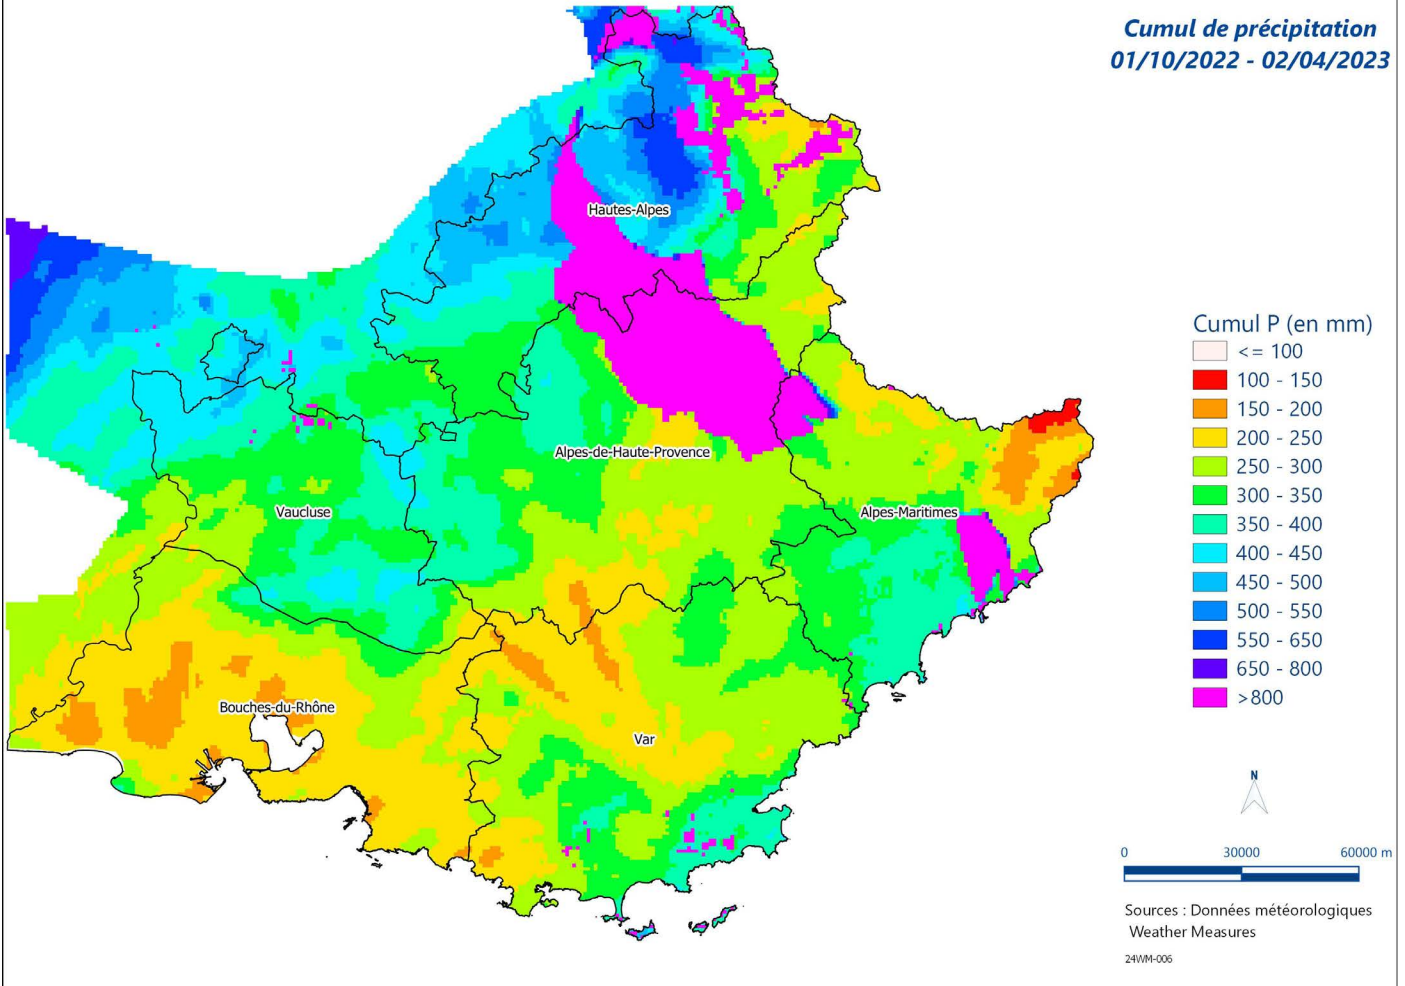 Cumul de précipitation
01/10/2022 - 02/04/2023
Hautes-Alpes
Alpes-de-Haute-Provence
Vaucluse
Alpes-Maritimes
Bouches-du-Rhône
Var
Cumul P (en mm)
<= 100
100 - 150
150 - 200
200 - 250
250 - 300
300 - 350
350 - 400
400 - 450
450 - 500
500 - 550
550 - 650
650 - 800
>800
N
0 30000 60000 m
Sources : Données météorologiques
Weather Measures
24WM-006